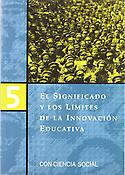 5
EL SIGNIFICADO
Y LOS LÍMITES
DE LA INNOVACIÓN
EDUCATIVA
CON-CIENCIA SOCIAL